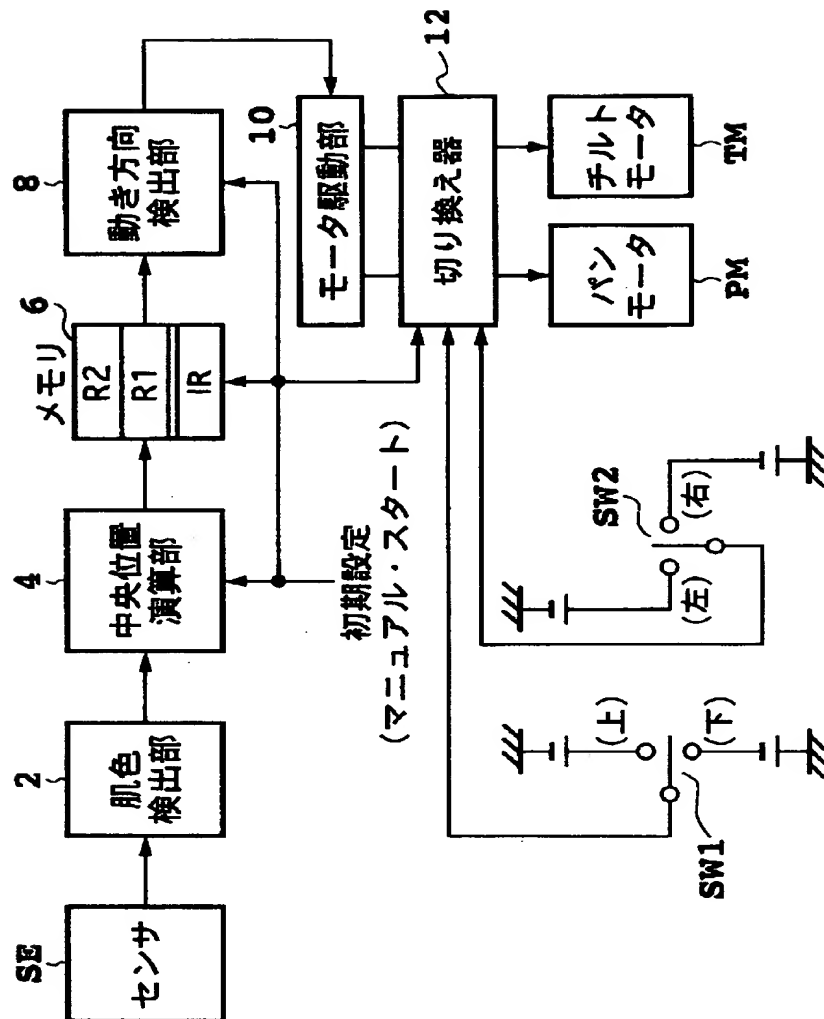 SE
センサ
2
肌色
検出部
4
中央位置
演算部
メモリ
6
R2
R1
IR
8
動き方向
検出部
初期設定
(マニュアル・スタート)
10
モータ駆動部
12
切り換え器
パン
モータ
PM
チルト
モータ
TM
(上)
(下)
SW1
(左)
(右)
SW2